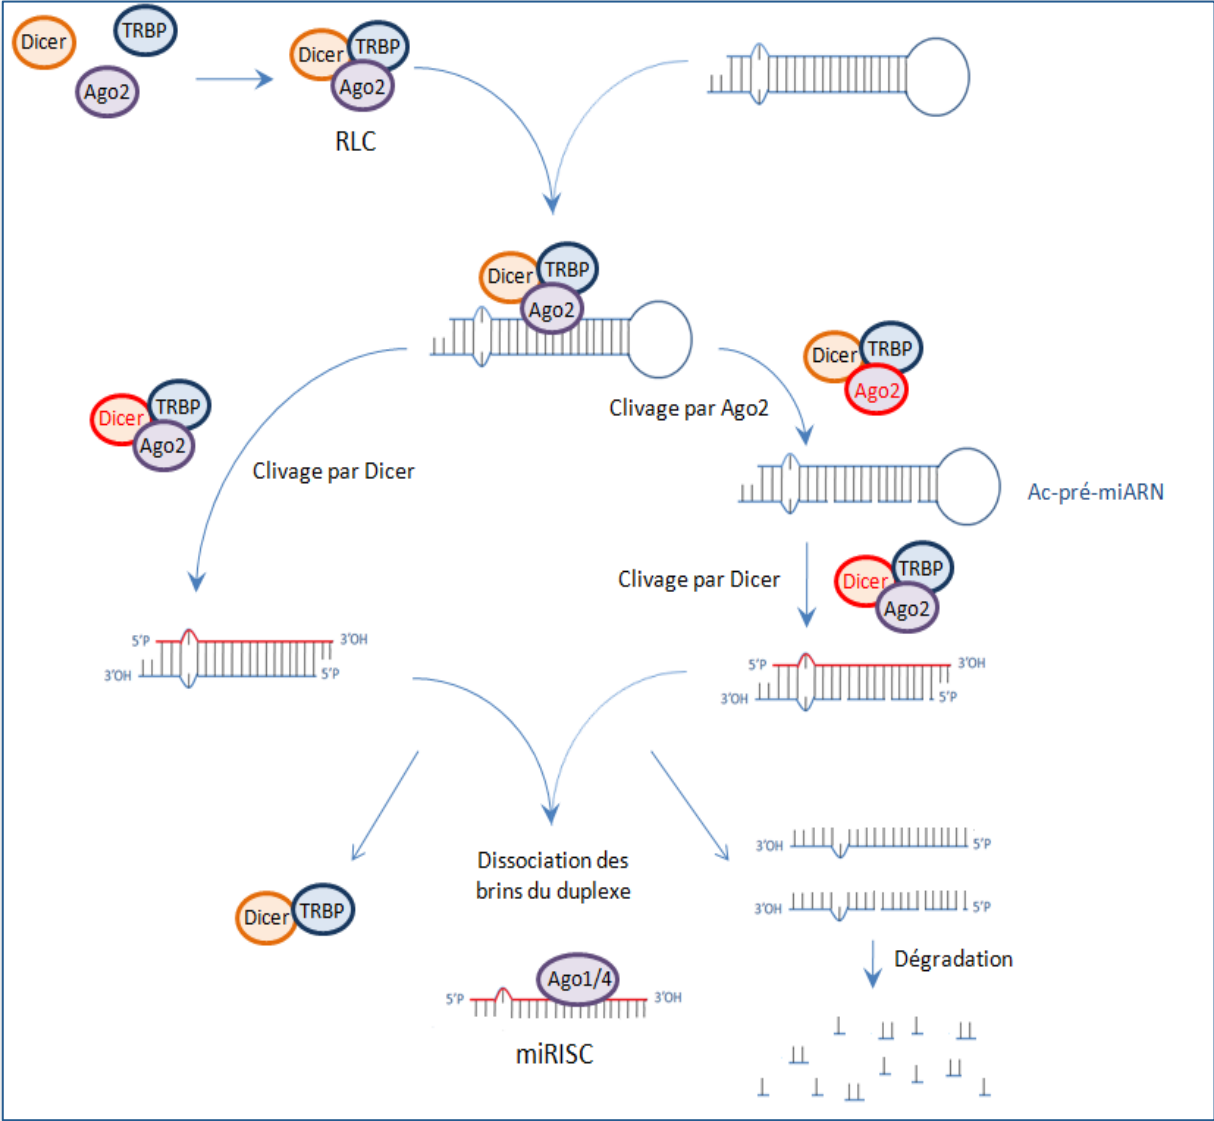 Dicer
TRBP
Ago2
Dicer
TRBP
Ago2
RLC
Dicer
TRBP
Ago2
Dicer
TRBP
Ago2
Clivage par Ago2
Dicer
TRBP
Ago2
Clivage par Dicer
Ac-pré-miARN
Clivage par Dicer
Dicer
TRBP
Ago2
5'P
3'OH
3'OH
5'P
5'P
3'OH
3'OH
5'P
Dissociation des
brins du duplexe
3'OH
5'P
3'OH
5'P
Dicer
TRBP
Dégradation
Ago1/4
5'P
3'OH
miRISC